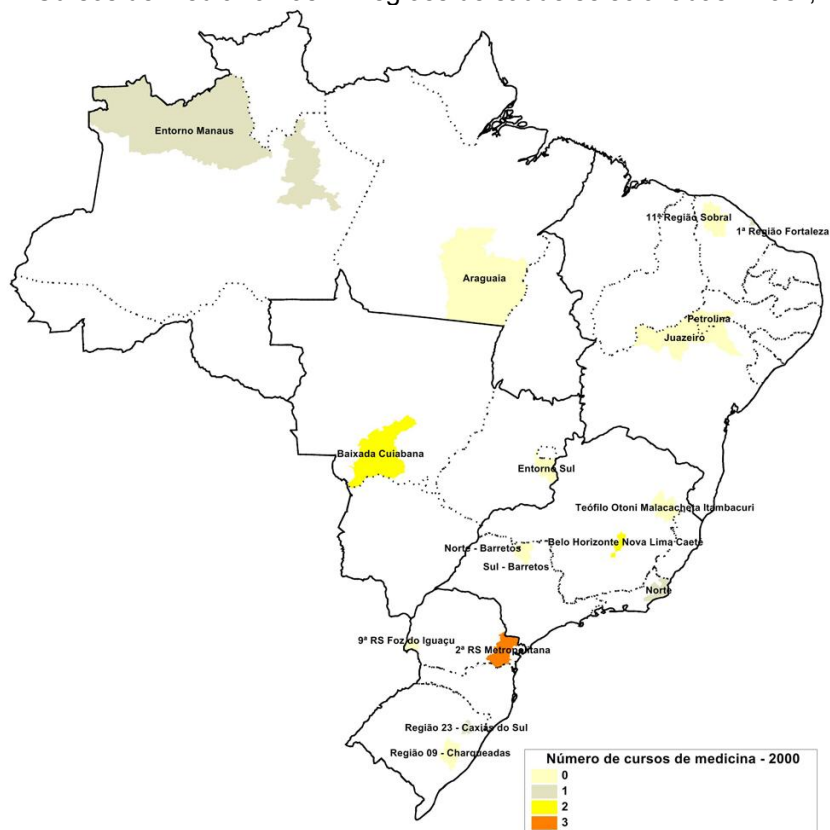 Entorno Manaus
11ª Região Sobral
1ª Região Fortaleza
Araguaia
Petrolina
Juazeiro
Baixada Cuiabana
Entorno Sul
Teófilo Otoni Malacacheta Itambacuri
Norte - Barretos
Belo Horizonte Nova Lima Caeté
Sul - Barretos
Norte
9ª RS Foz do Iguaçu
2ª RS Metropolitana
Região 23 - Caxias do Sul
Região 09 - Charqueadas
Número de cursos de medicina - 2000
0
1
2
3